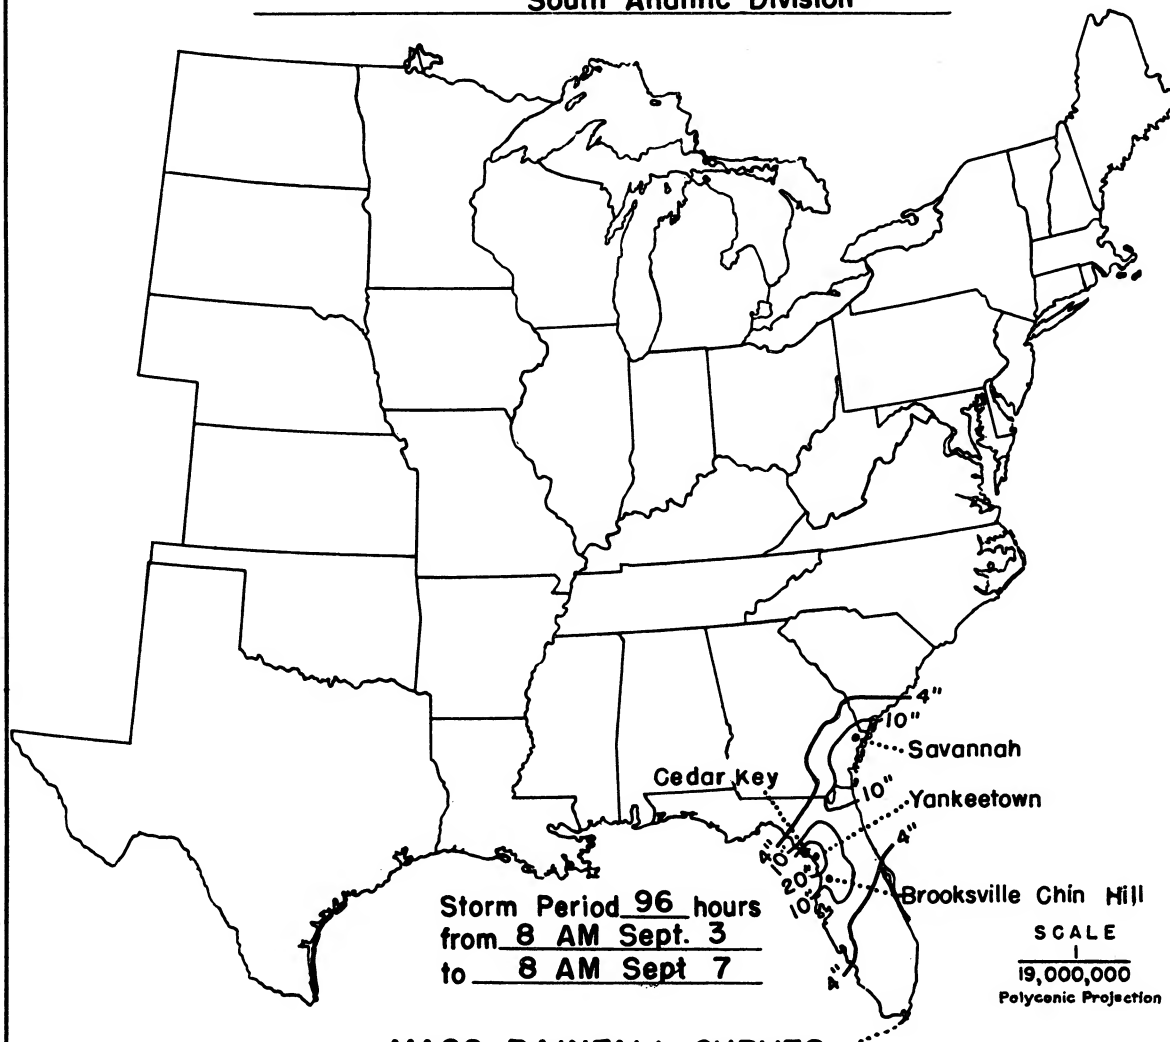 South Atlantic Division
4"
10"
Savannah
Cedar Key
10"
Yankeetown
4"
4"
10"
20"
Brooksville Chin Hill
10"
4"
Storm Period 96 hours
from 8 AM Sept. 3
to 8 AM Sept 7
SCALE
1
19,000,000
Polyconic Projection
MASS RAINFALL CURVES